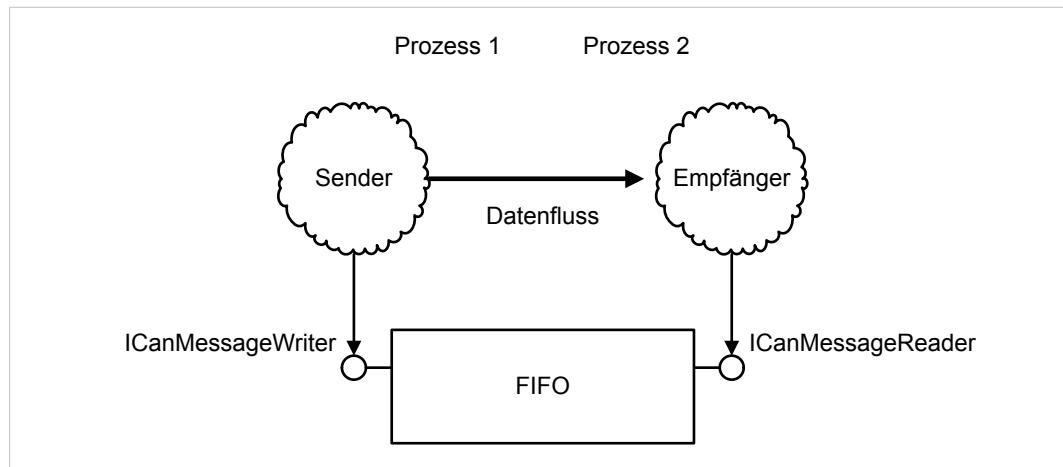 Prozess 1 Prozess 2
Sender Empfänger
Datenfluss
ICanMessageWriter ICanMessageReader
FIFO